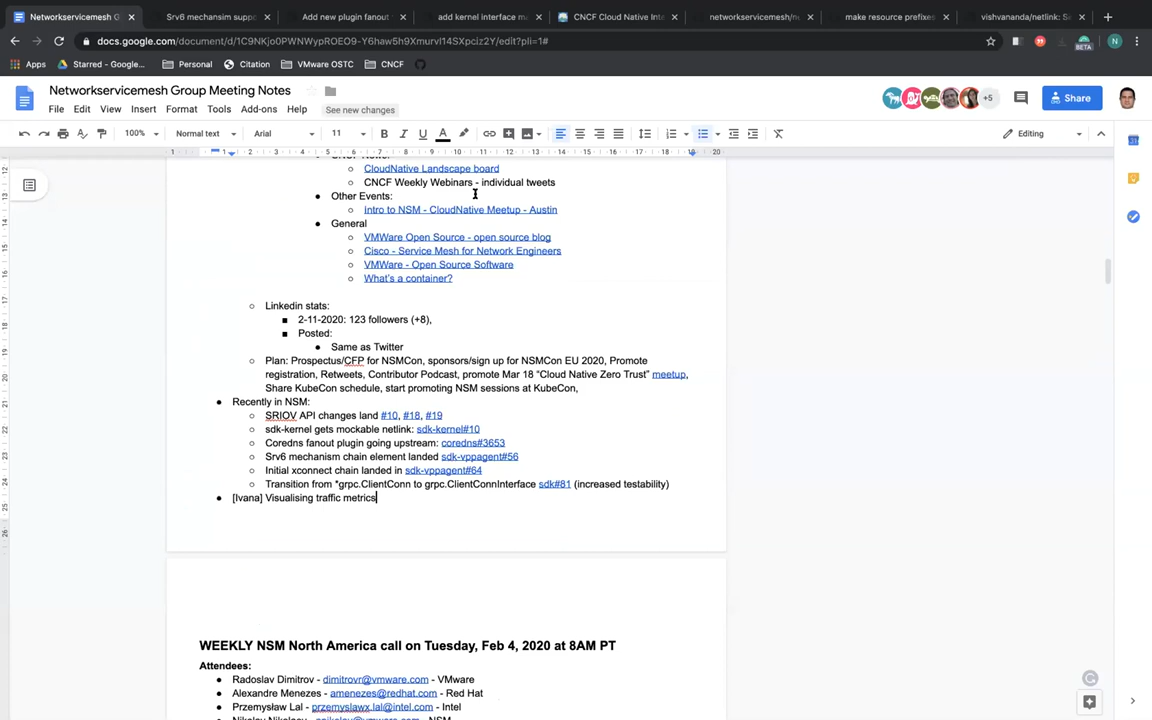 Networkservicemesh Group M
Srv6 mechansim suppo
Add new plugin fanout
add kernel interface m
CNCF Cloud Native Inte
networkservicemesh/ne
make resource prefixes
vishvananda/netlink: S
docs.google.com/document/d/1C9NKjo0PWNWypROEO9-Y6haw5h9Xmurvl14SXpciz2Y/edit?pli=1#
BETA
N
Apps
Starred - Google...
Personal
Citation
VMware OSTC
CNCF
Networkservicemesh Group Meeting Notes
File Edit View Insert Format Tools Add-ons Help See new changes
+5
Share
100% Normal text Arial 11 B I U A
Editing
CloudNative Landscape board
CNCF Weekly Webinars - individual tweets
Other Events:
Intro to NSM - CloudNative Meetup - Austin
General
VMWare Open Source - open source blog
Cisco - Service Mesh for Network Engineers
VMWare - Open Source Software
What's a container?
Linkedin stats:
2-11-2020: 123 followers (+8),
Posted:
Same as Twitter
Plan: Prospectus/CFP for NSMCon, sponsors/sign up for NSMCon EU 2020, Promote
registration, Retweets, Contributor Podcast, promote Mar 18 "Cloud Native Zero Trust" meetup,
Share KubeCon schedule, start promoting NSM sessions at KubeCon,
Recently in NSM:
SRIOV API changes land #10, #18, #19
sdk-kernel gets mockable netlink: sdk-kernel#10
Coredns fanout plugin going upstream: coredns#3653
Srv6 mechanism chain element landed sdk-vppagent#56
Initial xconnect chain landed in sdk-vppagent#64
Transition from *grpc.ClientConn to grpc.ClientConnInterface sdk#81 (increased testability)
[Ivana] Visualising traffic metrics
WEEKLY NSM North America call on Tuesday, Feb 4, 2020 at 8AM PT
Attendees:
Radoslav Dimitrov - dimitrovr@vmware.com - VMware
Alexandre Menezes - amenezes@redhat.com - Red Hat
Przemysław Lal - przemyslawx.lal@intel.com - Intel